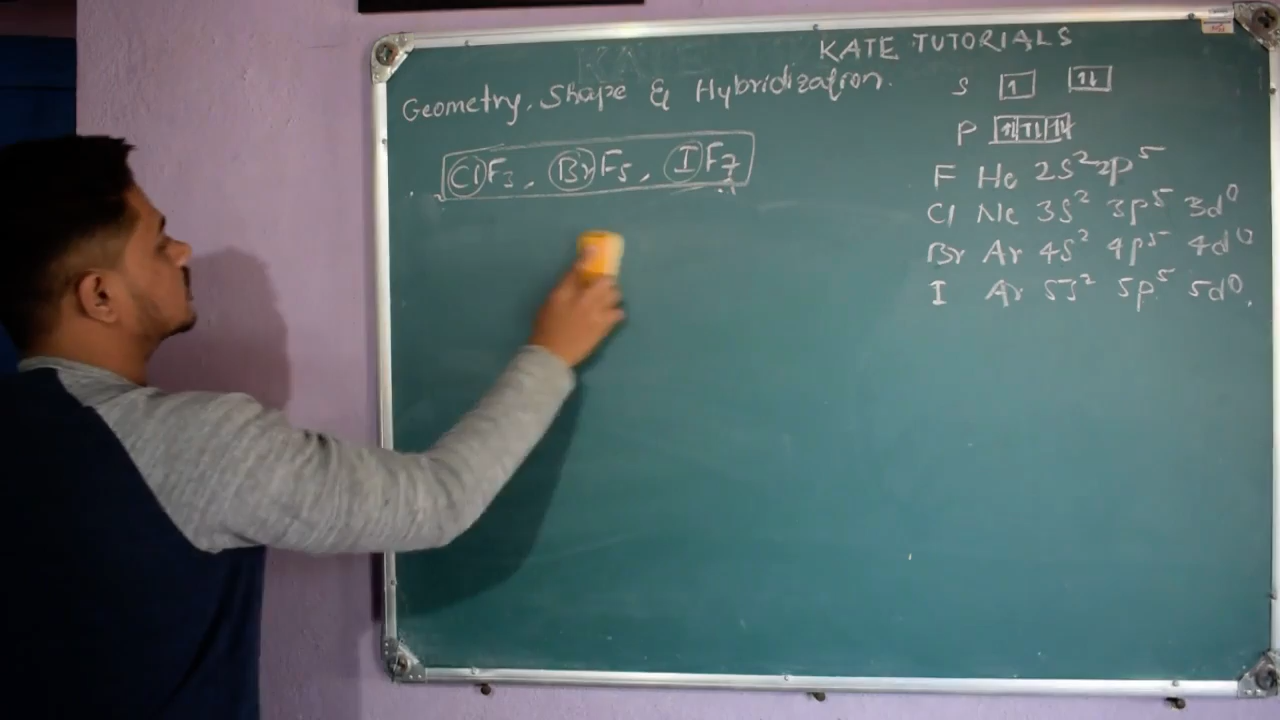 KATE TUTORIALS
Geometry, Shape & Hybridization.
ClF3, BrF5, IF7
S 1 1↓
P 1↓ 1↓ 1↓
F He 2S² 2p⁵
Cl Ne 3S² 3p⁵ 3d⁰
Br Ar 4S² 4p⁵ 4d⁰
I Ar 5S² 5p⁵ 5d⁰.